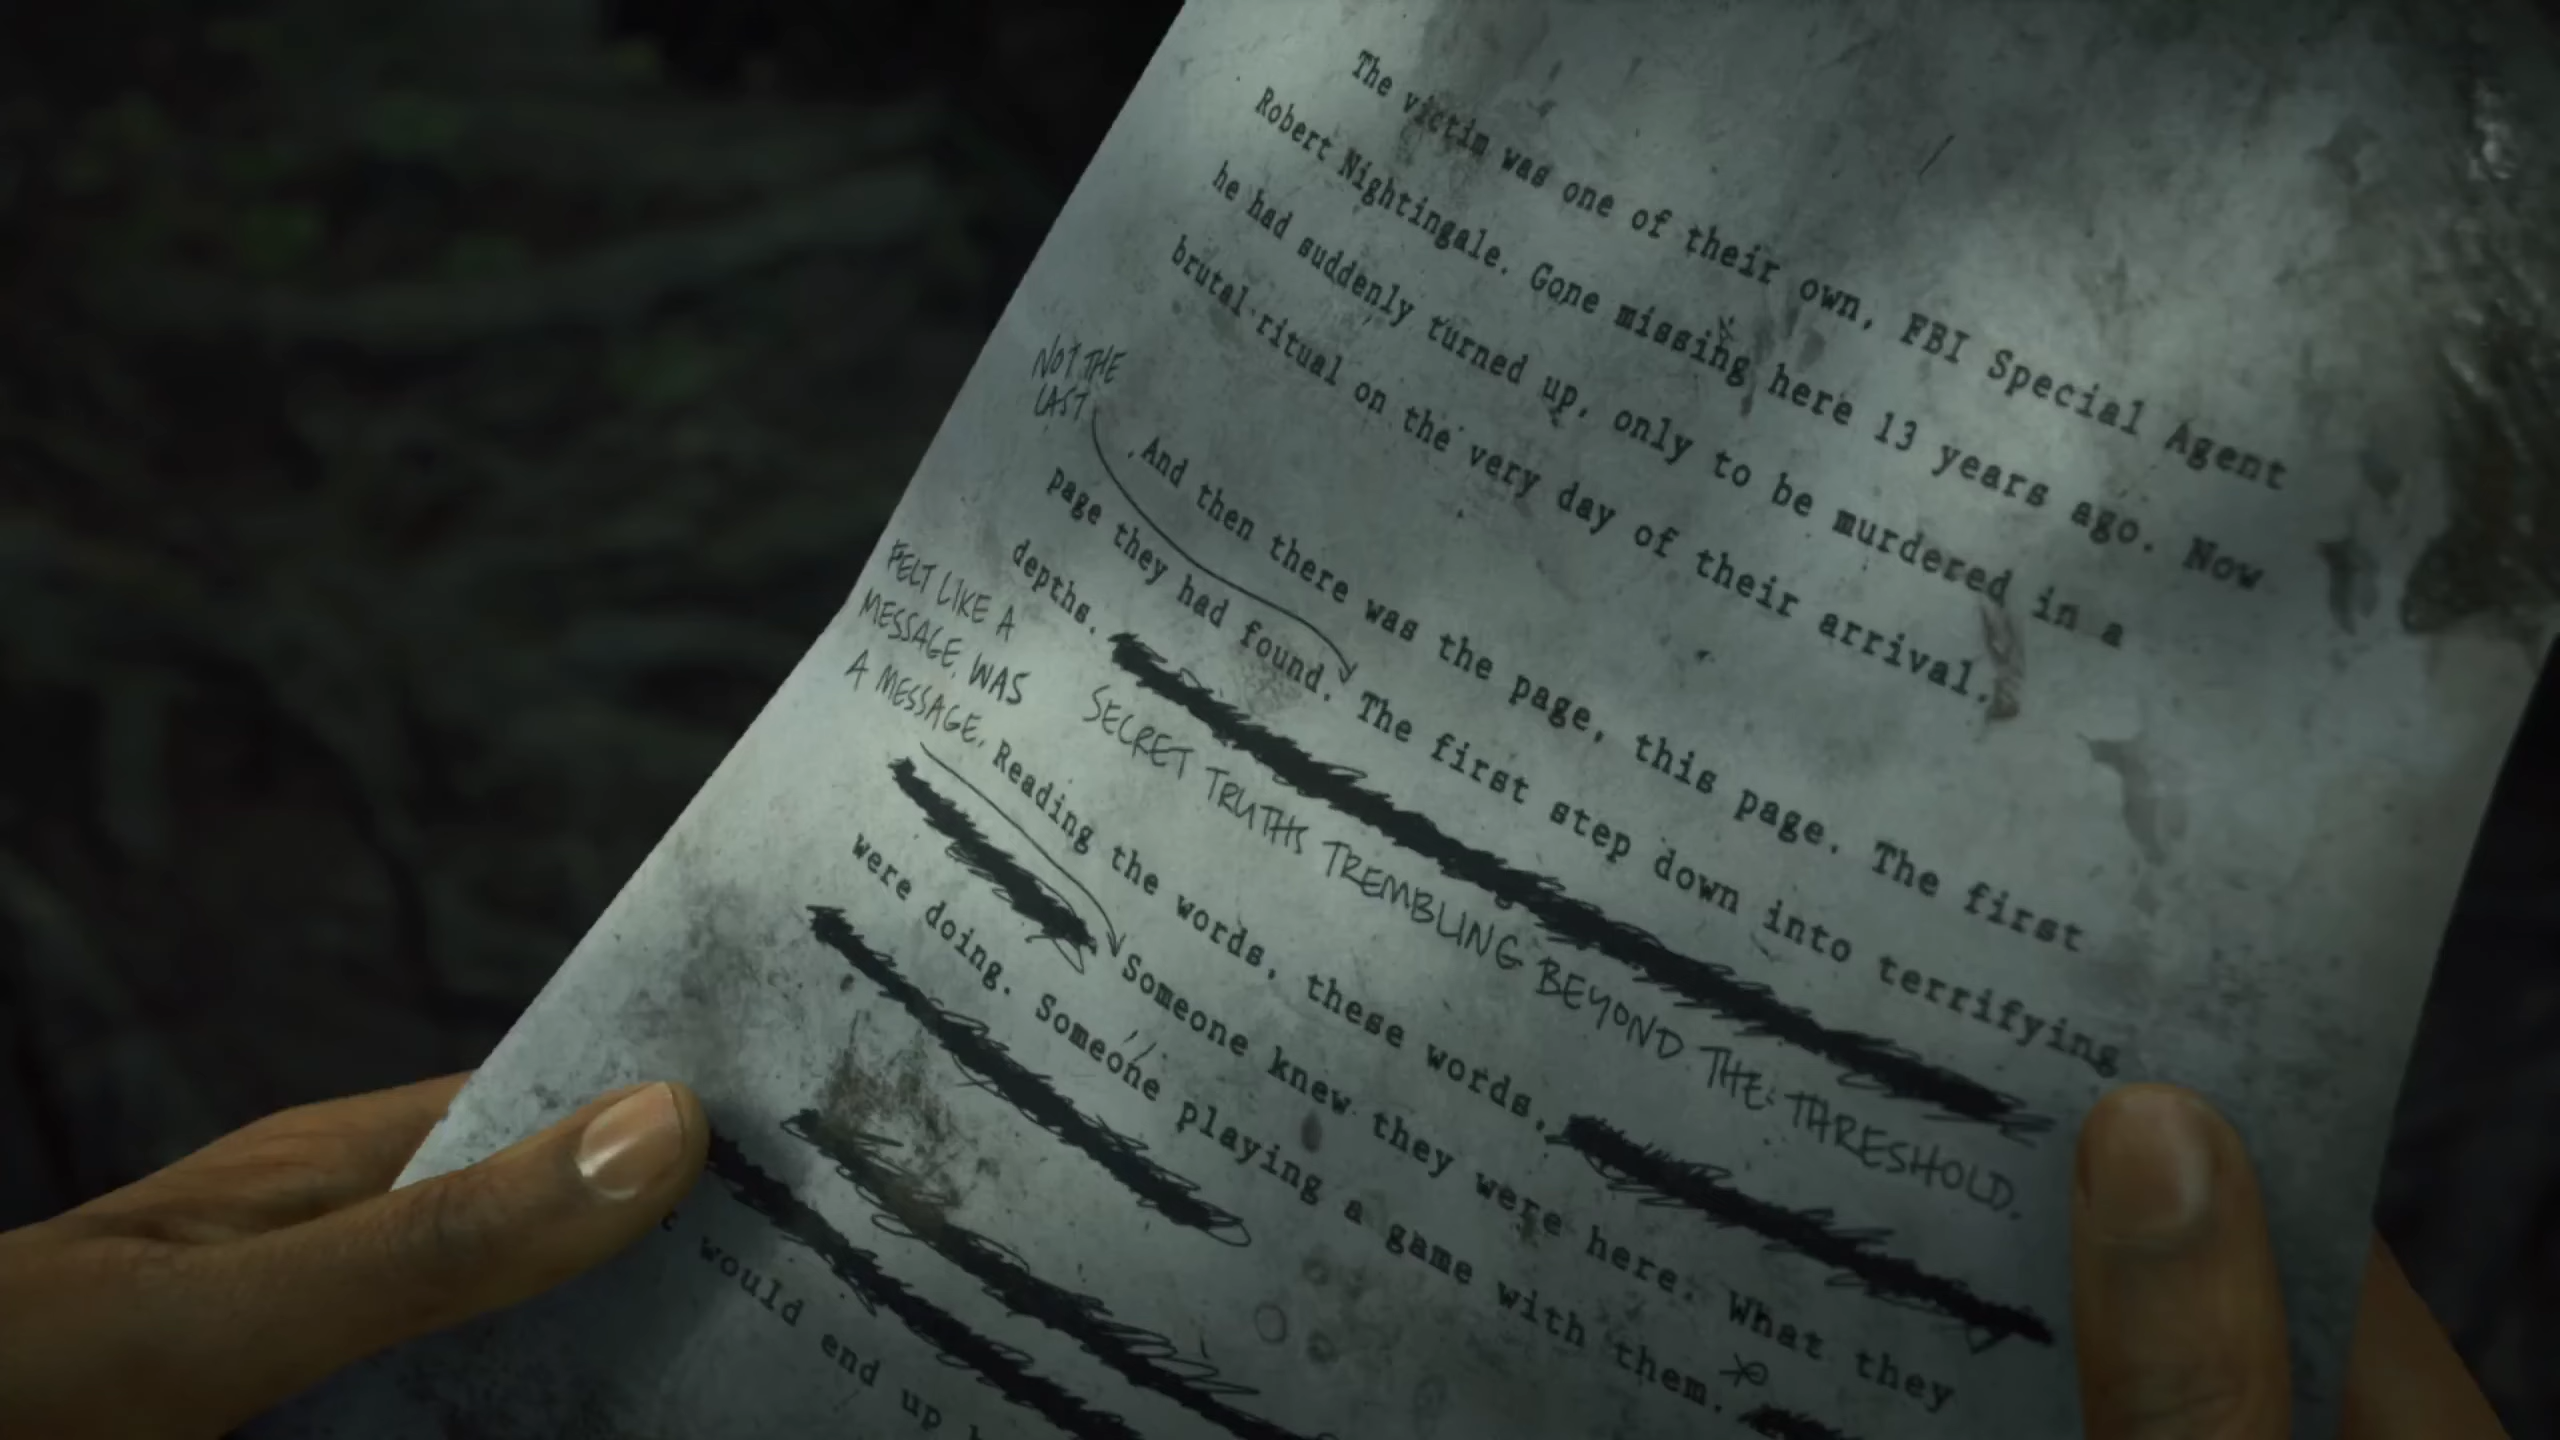 The victim was one of their own, FBI Special Agent
Robert Nightingale. Gone missing here 13 years ago. Now
he had suddenly turned up, only to be murdered in a
brutal ritual on the very day of their arrival.
NOT THE
LAST
And then there was the page, this page. The first
page they had found. The first step down into terrifying
depths.
SECRET TRUTHS TREMBLING BEYOND THE THRESHOLD.
FELT LIKE A
MESSAGE, WAS
A MESSAGE.
Reading the words, these words,
Someone knew they were here. What they
were doing. Someone playing a game with them.
would end up